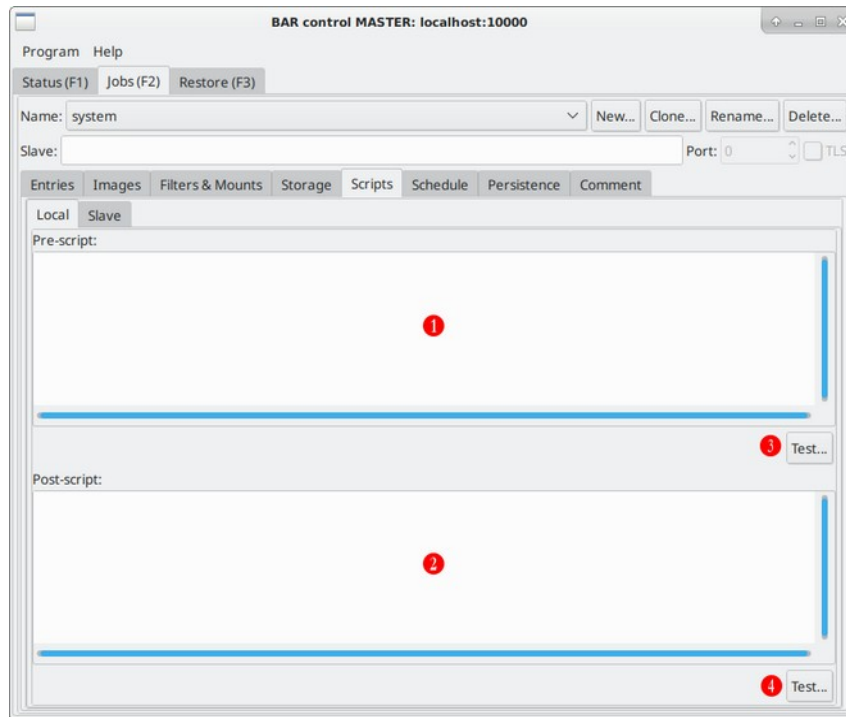 BAR control MASTER: localhost:10000
Program Help
Status (F1) Jobs (F2) Restore (F3)
Name: system New... Clone... Rename... Delete...
Slave: Port: 0 TLS
Entries Images Filters & Mounts Storage Scripts Schedule Persistence Comment
Local Slave
Pre-script:
1
3 Test...
Post-script:
2
4 Test...